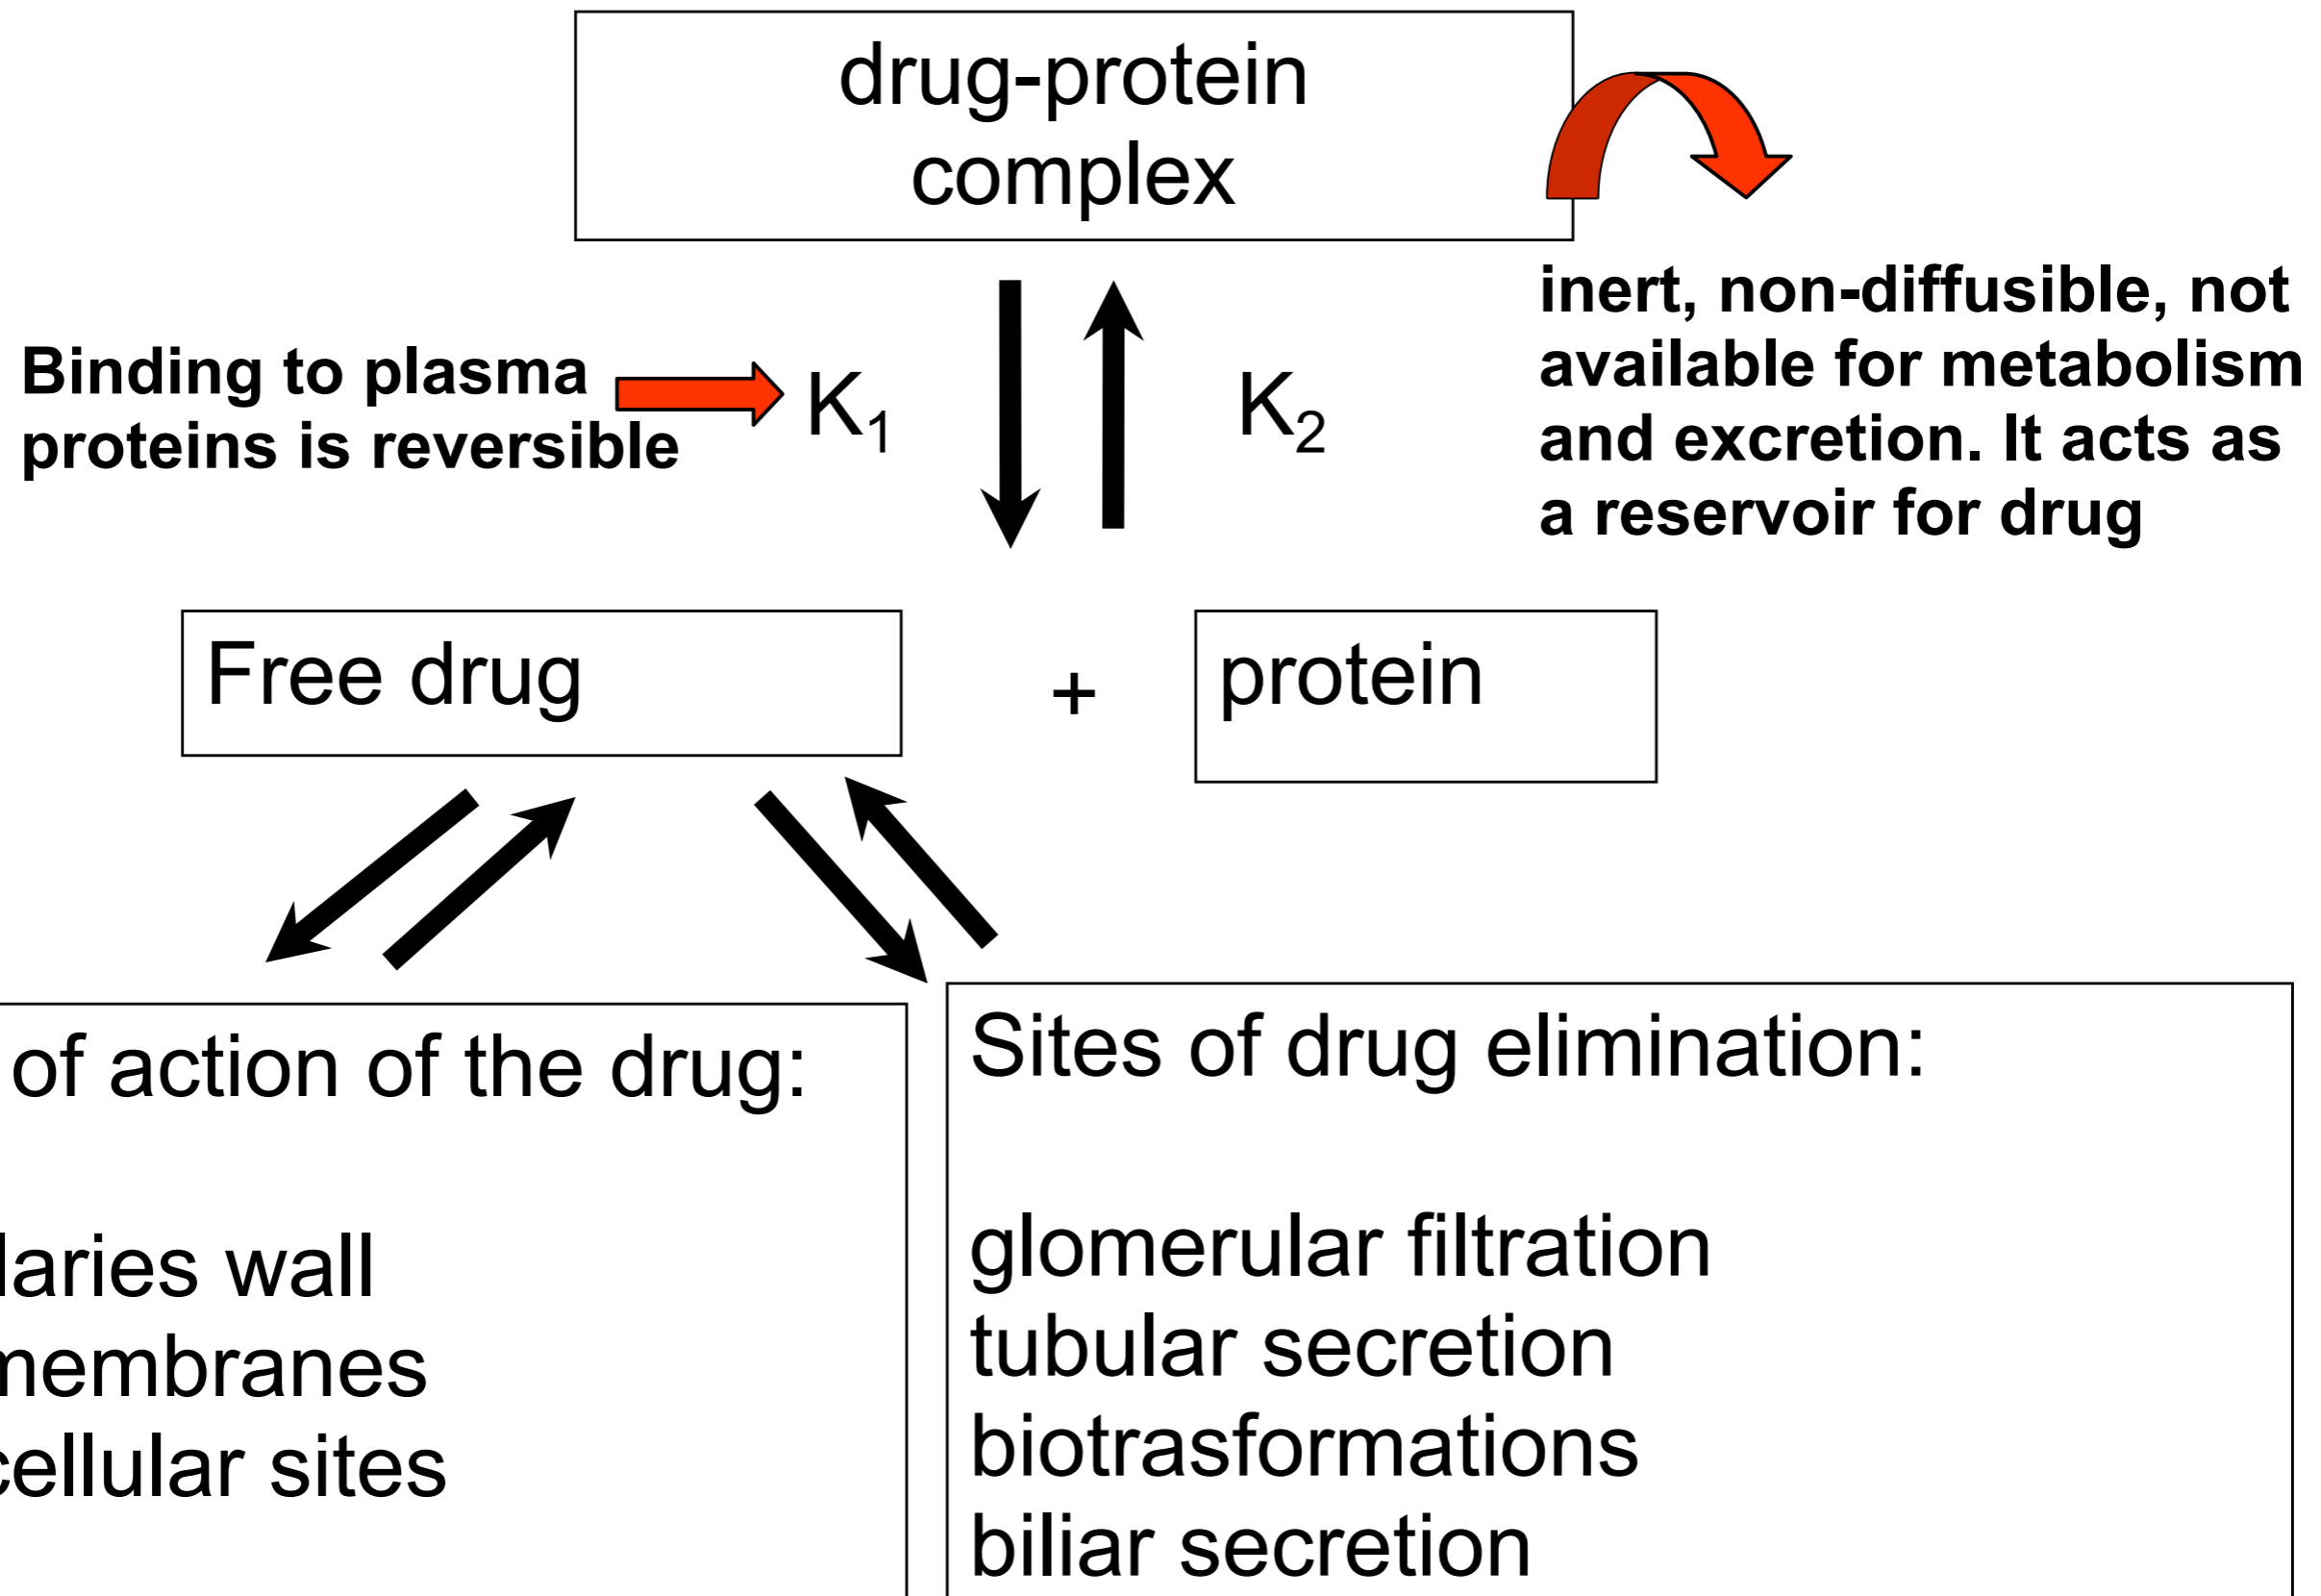 drug-protein
complex
Binding to plasma
proteins is reversible
K₁
K₂
inert, non-diffusible, not
available for metabolism
and excretion. It acts as
a reservoir for drug
Free drug
+
protein
of action of the drug:
wall
cellular sites
Sites of drug elimination:
glomerular filtration
tubular secretion
biotrasformations
biliar secretion